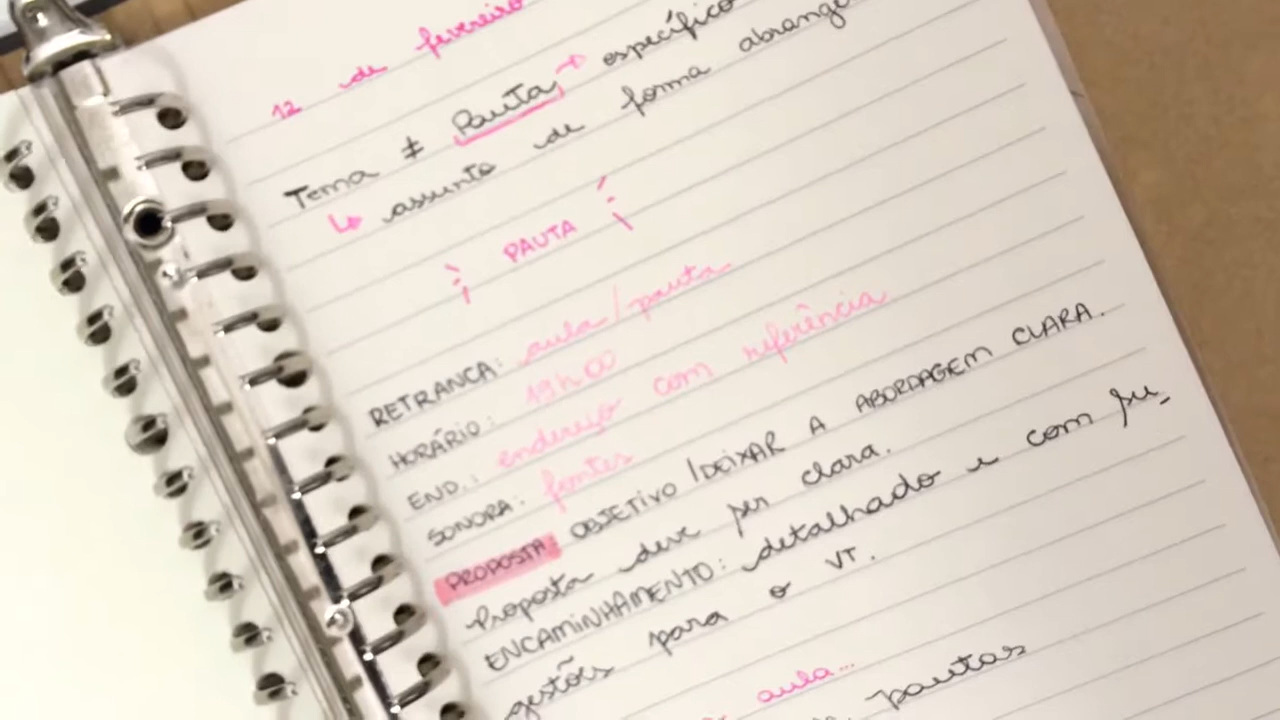 12 de fevereiro
Tema ≠ Pauta → específico
↳ assunto de forma abrange
PAUTA
RETRANCA: aula/pauta
HORÁRIO: 19h00
END.: endereço com referência
SONORA: fontes
PROPOSTA: OBJETIVO/DEIXAR A ABORDAGEM CLARA.
Proposta deve ser clara.
ENCAMINHAMENTO: detalhado e com su-
gestões para o VT.
aula...
pautas